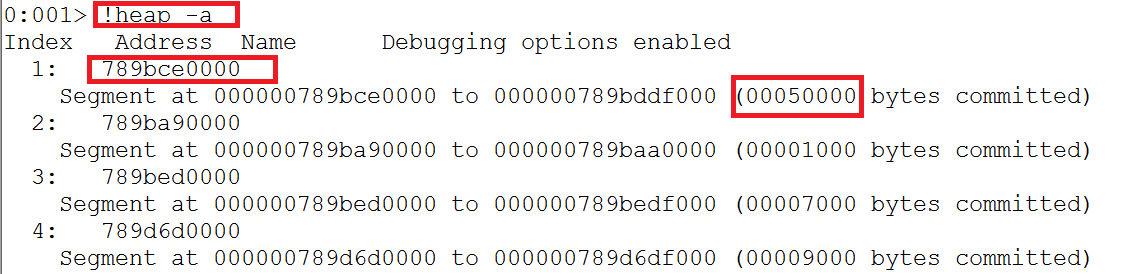 0:001> !heap -a
Index   Address  Name      Debugging options enabled
  1:   789bce0000
    Segment at 000000789bce0000 to 000000789bddf000 (00050000 bytes committed)
  2:   789ba90000
    Segment at 000000789ba90000 to 000000789baa0000 (00001000 bytes committed)
  3:   789bed0000
    Segment at 000000789bed0000 to 000000789bedf000 (00007000 bytes committed)
  4:   789d6d0000
    Segment at 000000789d6d0000 to 000000789d6df000 (00009000 bytes committed)